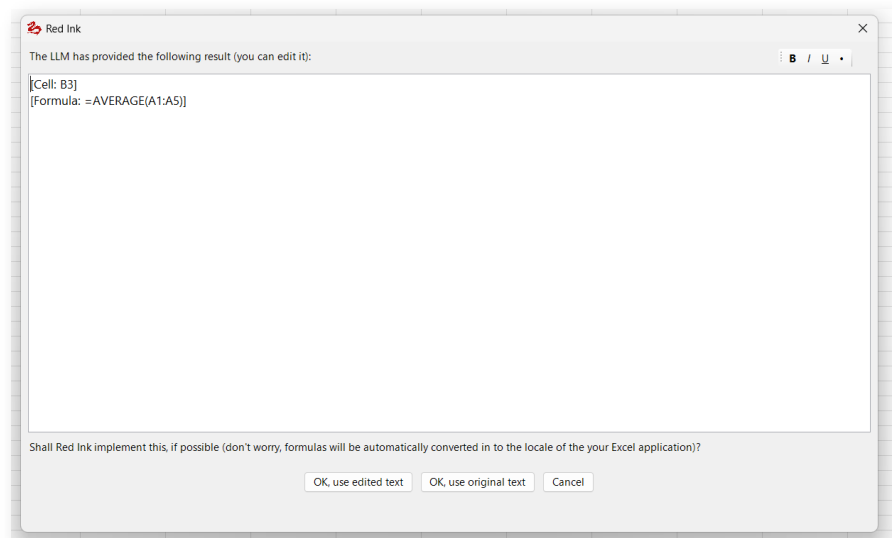 Red Ink
The LLM has provided the following result (you can edit it):
B I U
[Cell: B3]
[Formula: =AVERAGE(A1:A5)]
Shall Red Ink implement this, if possible (don't worry, formulas will be automatically converted in to the locale of the your Excel application)?
OK, use edited text OK, use original text Cancel